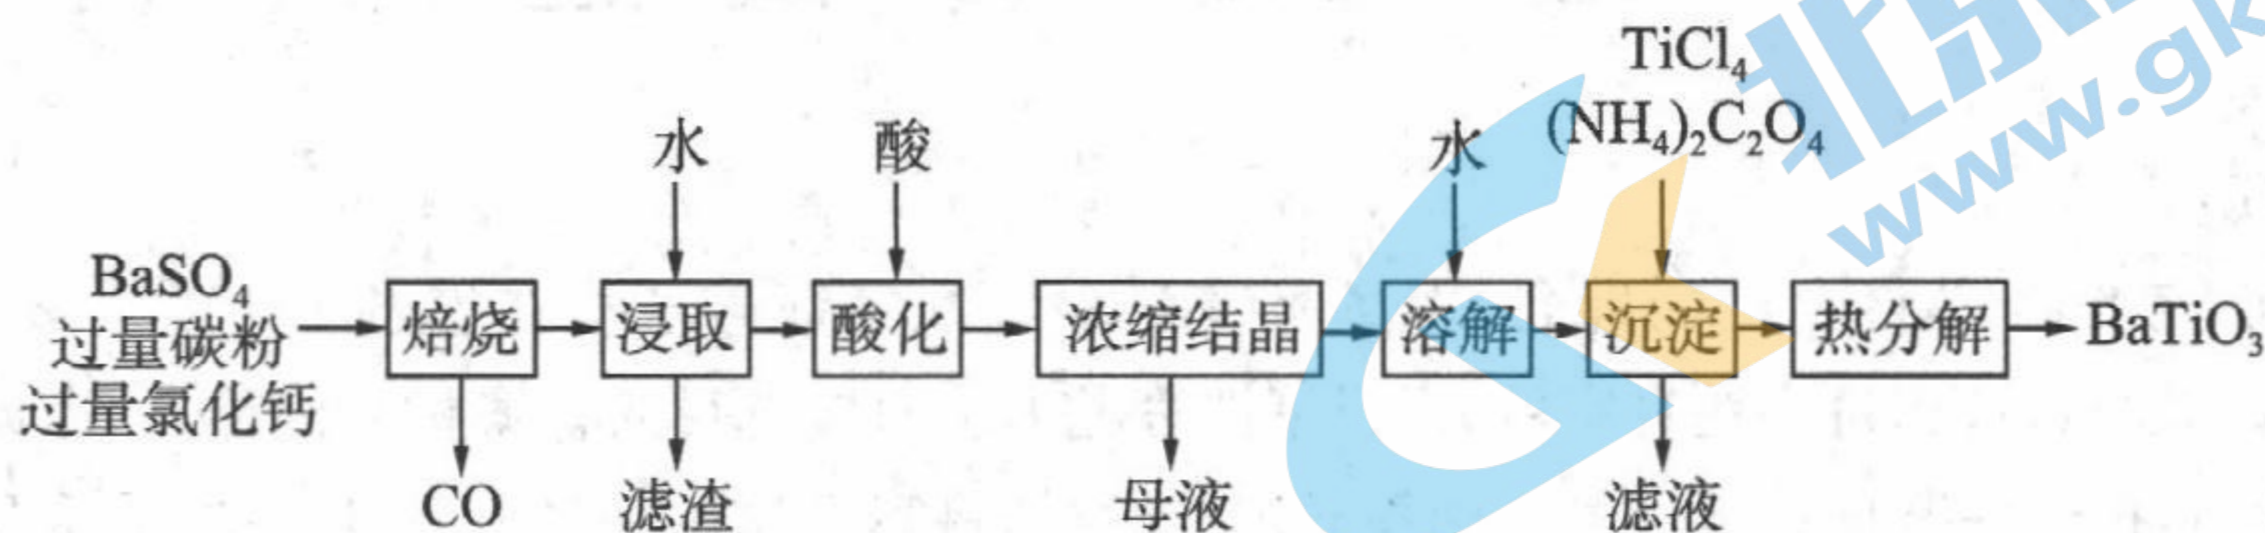 TiCl₄
(NH₄)₂C₂O₄
水
酸
水
BaSO₄
过量碳粉
过量氯化钙
焙烧
浸取
酸化
浓缩结晶
溶解
沉淀
热分解
BaTiO₃
CO
滤渣
母液
滤液
www.gk